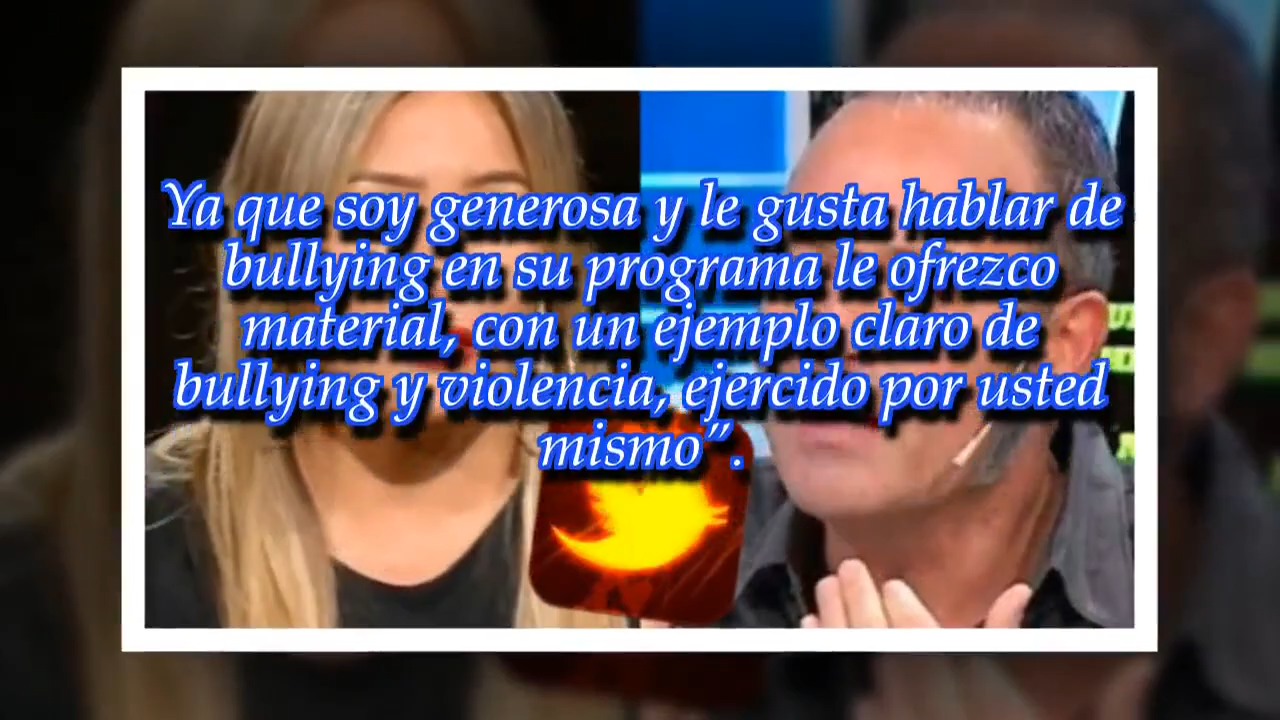 Ya que soy generosa y le gusta hablar de
bullying en su programa le ofrezco
material, con un ejemplo claro de
bullying y violencia, ejercido por usted
mismo”.